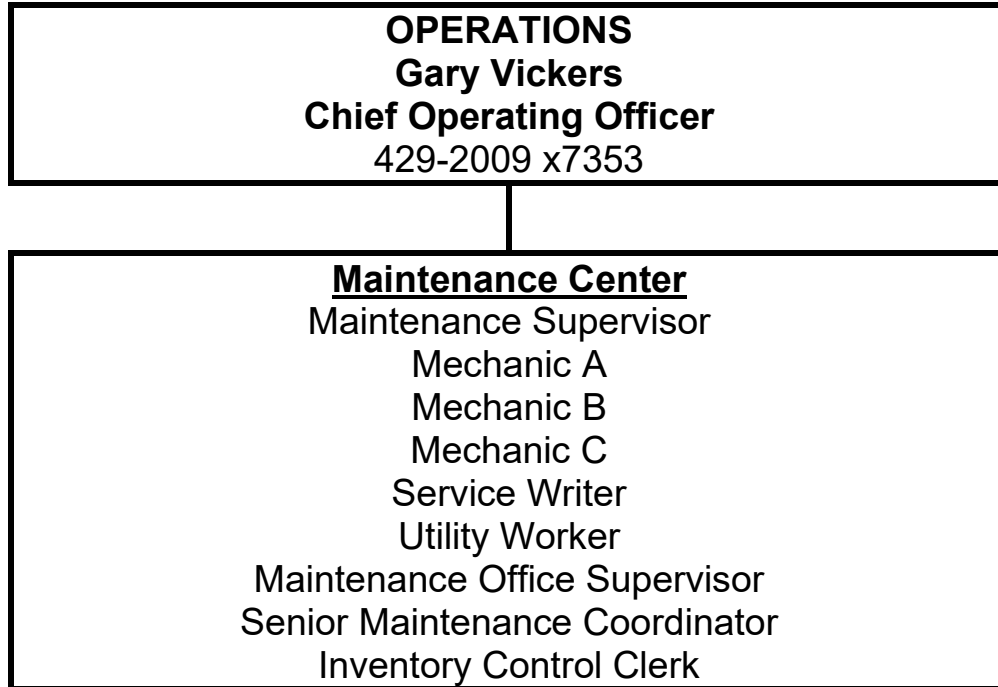 OPERATIONS
Gary Vickers
Chief Operating Officer
429-2009 x7353
Maintenance Center
Maintenance Supervisor
Mechanic A
Mechanic B
Mechanic C
Service Writer
Utility Worker
Maintenance Office Supervisor
Senior Maintenance Coordinator
Inventory Control Clerk